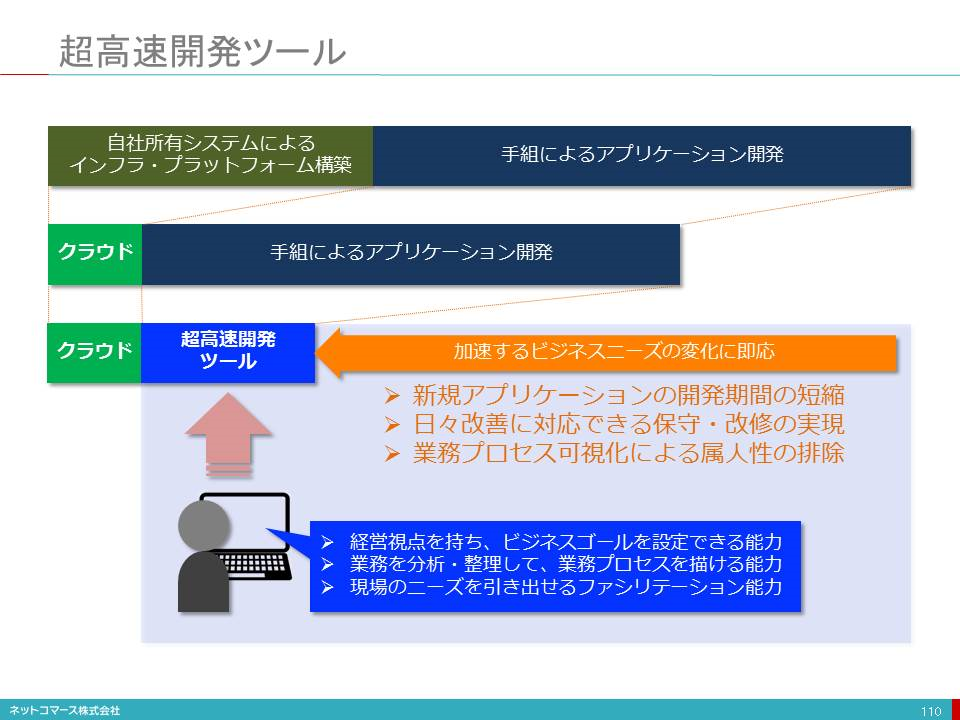 超高速開発ツール
自社所有システムによる
インフラ・プラットフォーム構築
手組によるアプリケーション開発
クラウド
手組によるアプリケーション開発
クラウド
超高速開発
ツール
加速するビジネスニーズの変化に即応
➢ 新規アプリケーションの開発期間の短縮
➢ 日々改善に対応できる保守・改修の実現
➢ 業務プロセス可視化による属人性の排除
➢ 経営視点を持ち、ビジネスゴールを設定できる能力
➢ 業務を分析・整理して、業務プロセスを描ける能力
➢ 現場のニーズを引き出せるファシリテーション能力
ネットコマース株式会社
110